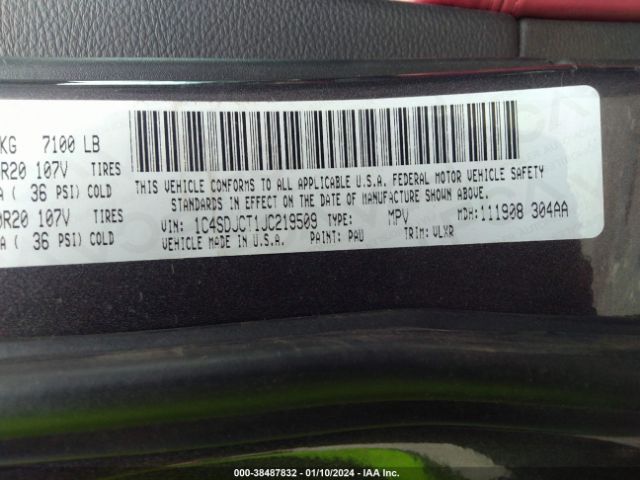 KG 7100 LB
R20 107V TIRES
A ( 36 PSI) COLD
0R20 107V TIRES
A ( 36 PSI) COLD
THIS VEHICLE CONFORMS TO ALL APPLICABLE U.S.A. FEDERAL MOTOR VEHICLE SAFETY
STANDARDS IN EFFECT ON THE DATE OF MANUFACTURE SHOWN ABOVE.
VIN: 1C4SDJCT1JC219509 TYPE: MPV MDH:111908 304AA
VEHICLE MADE IN U.S.A. PAINT: PAU TRIM: VLXR
000-38487832 - 01/10/2024 - IAA Inc.